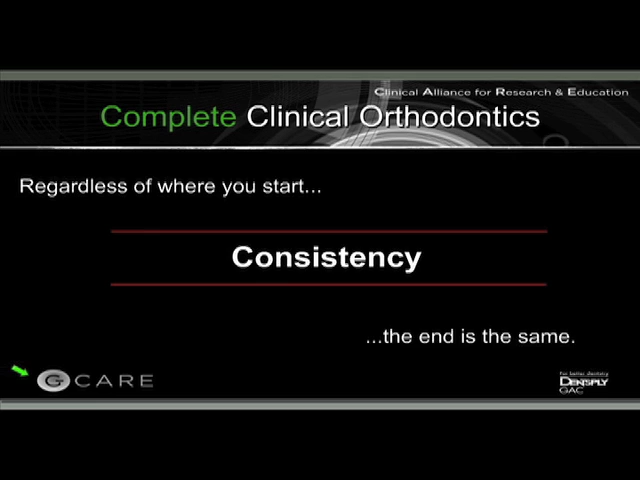 Clinical Alliance for Research & Education
Complete Clinical Orthodontics
Regardless of where you start...
Consistency
...the end is the same.
G CARE
For better dentistry
DENTSPLY
GAC